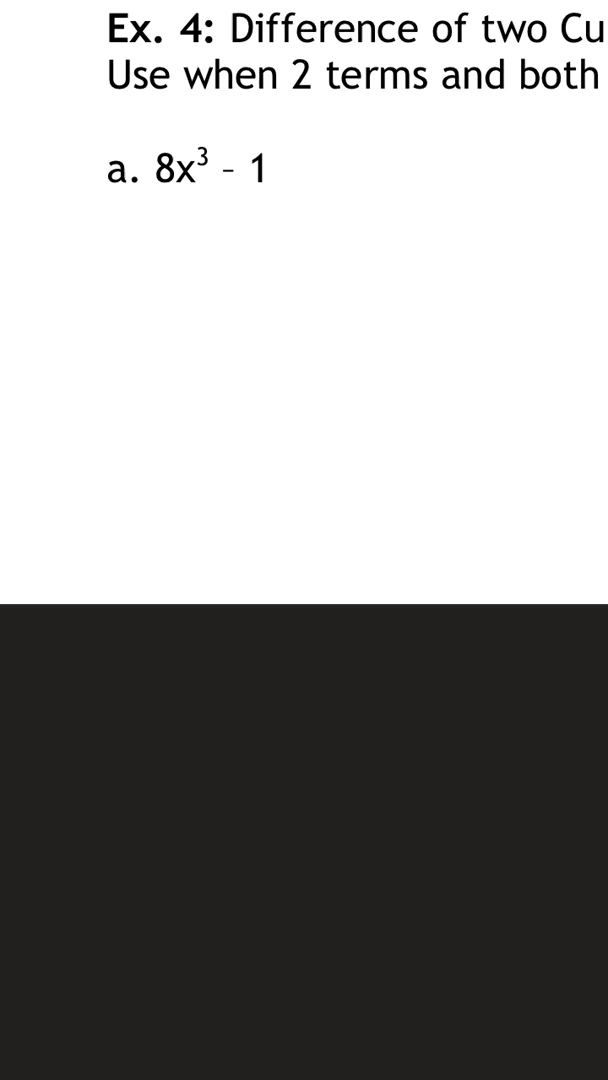 Ex. 4: Difference of two Cu
Use when 2 terms and both
a. 8x³ - 1